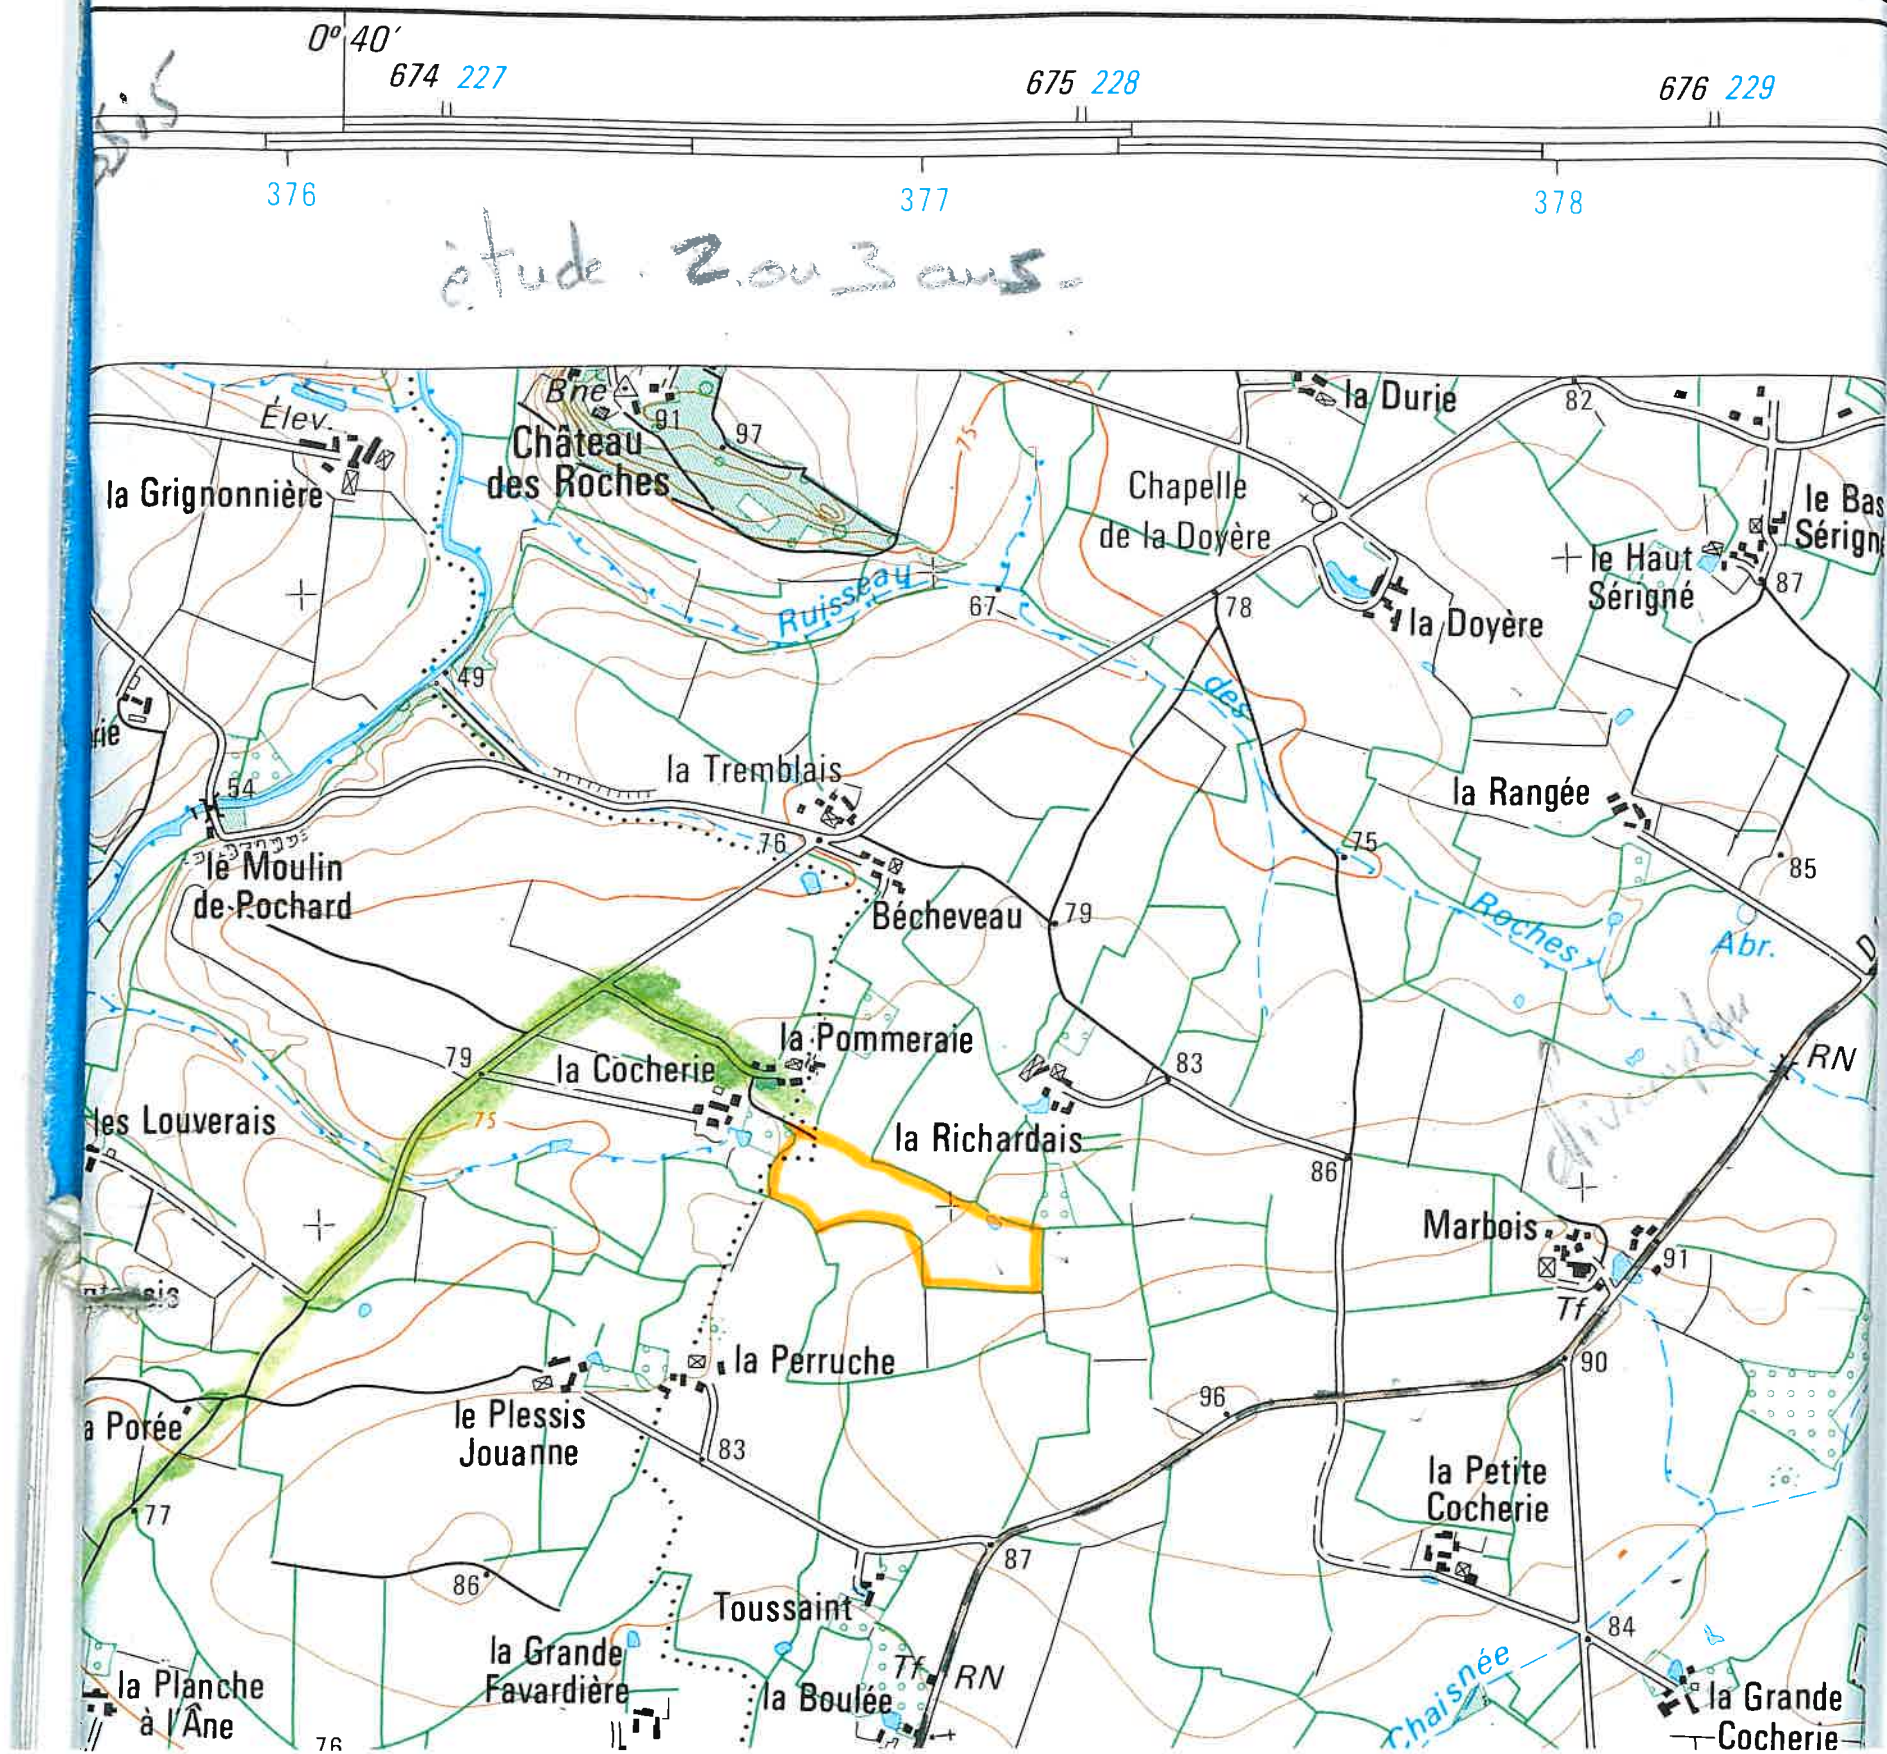 0° 40′
674 227
675 228
676 229
376
377
378
étude. 2 ou 3 ans-
Bne
91
97
Élev.
Château
des Roches
la Grignonnière
la Durie
82
75
Chapelle
de la Doyère
le Bas
le Haut
Sérigné
87
Ruisseau
67
78
la Doyère
des
49
rie
54
la Tremblais
76
la Rangée
75
85
le Moulin
de Rochard
Bécheveau
79
Roches
Abr.
D
la Pommeraie
79
la Cocherie
83
RN
75
les Louverais
la Richardais
86
Marbois
91
Tf
90
la Perruche
96
a Porée
le Plessis
Jouanne
83
77
la Petite
Cocherie
86
87
Toussaint
84
la Grande
Favardière
Tf
RN
la Boulée
Chaisnée
la Planche
à l'Âne
76
la Grande
Cocherie